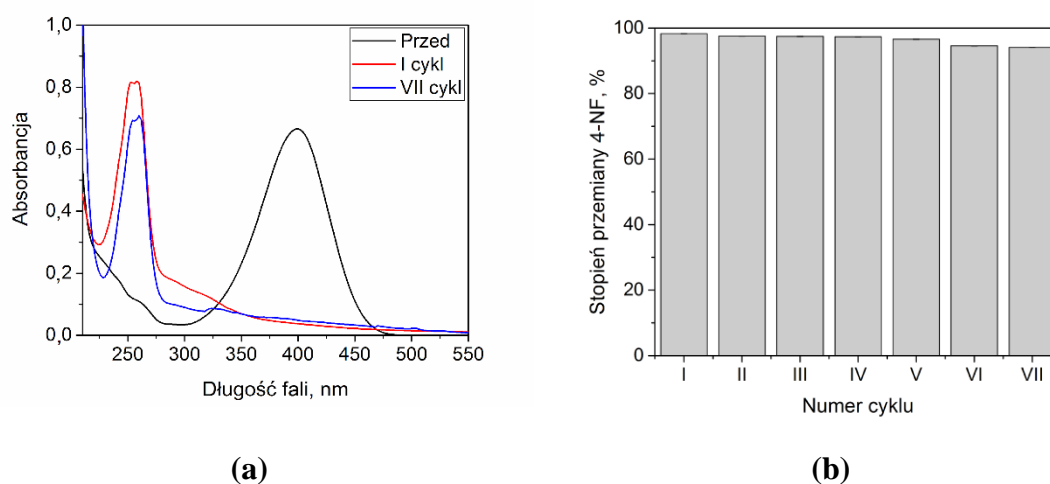 1,0
0,8
0,6
0,4
0,2
0,0
Absorbancja
Przed
I cykl
VII cykl
250 300 350 400 450 500 550
Długość fali, nm
(a)
100
80
60
40
20
0
Stopień przemiany 4-NF, %
I II III IV V VI VII
Numer cyklu
(b)